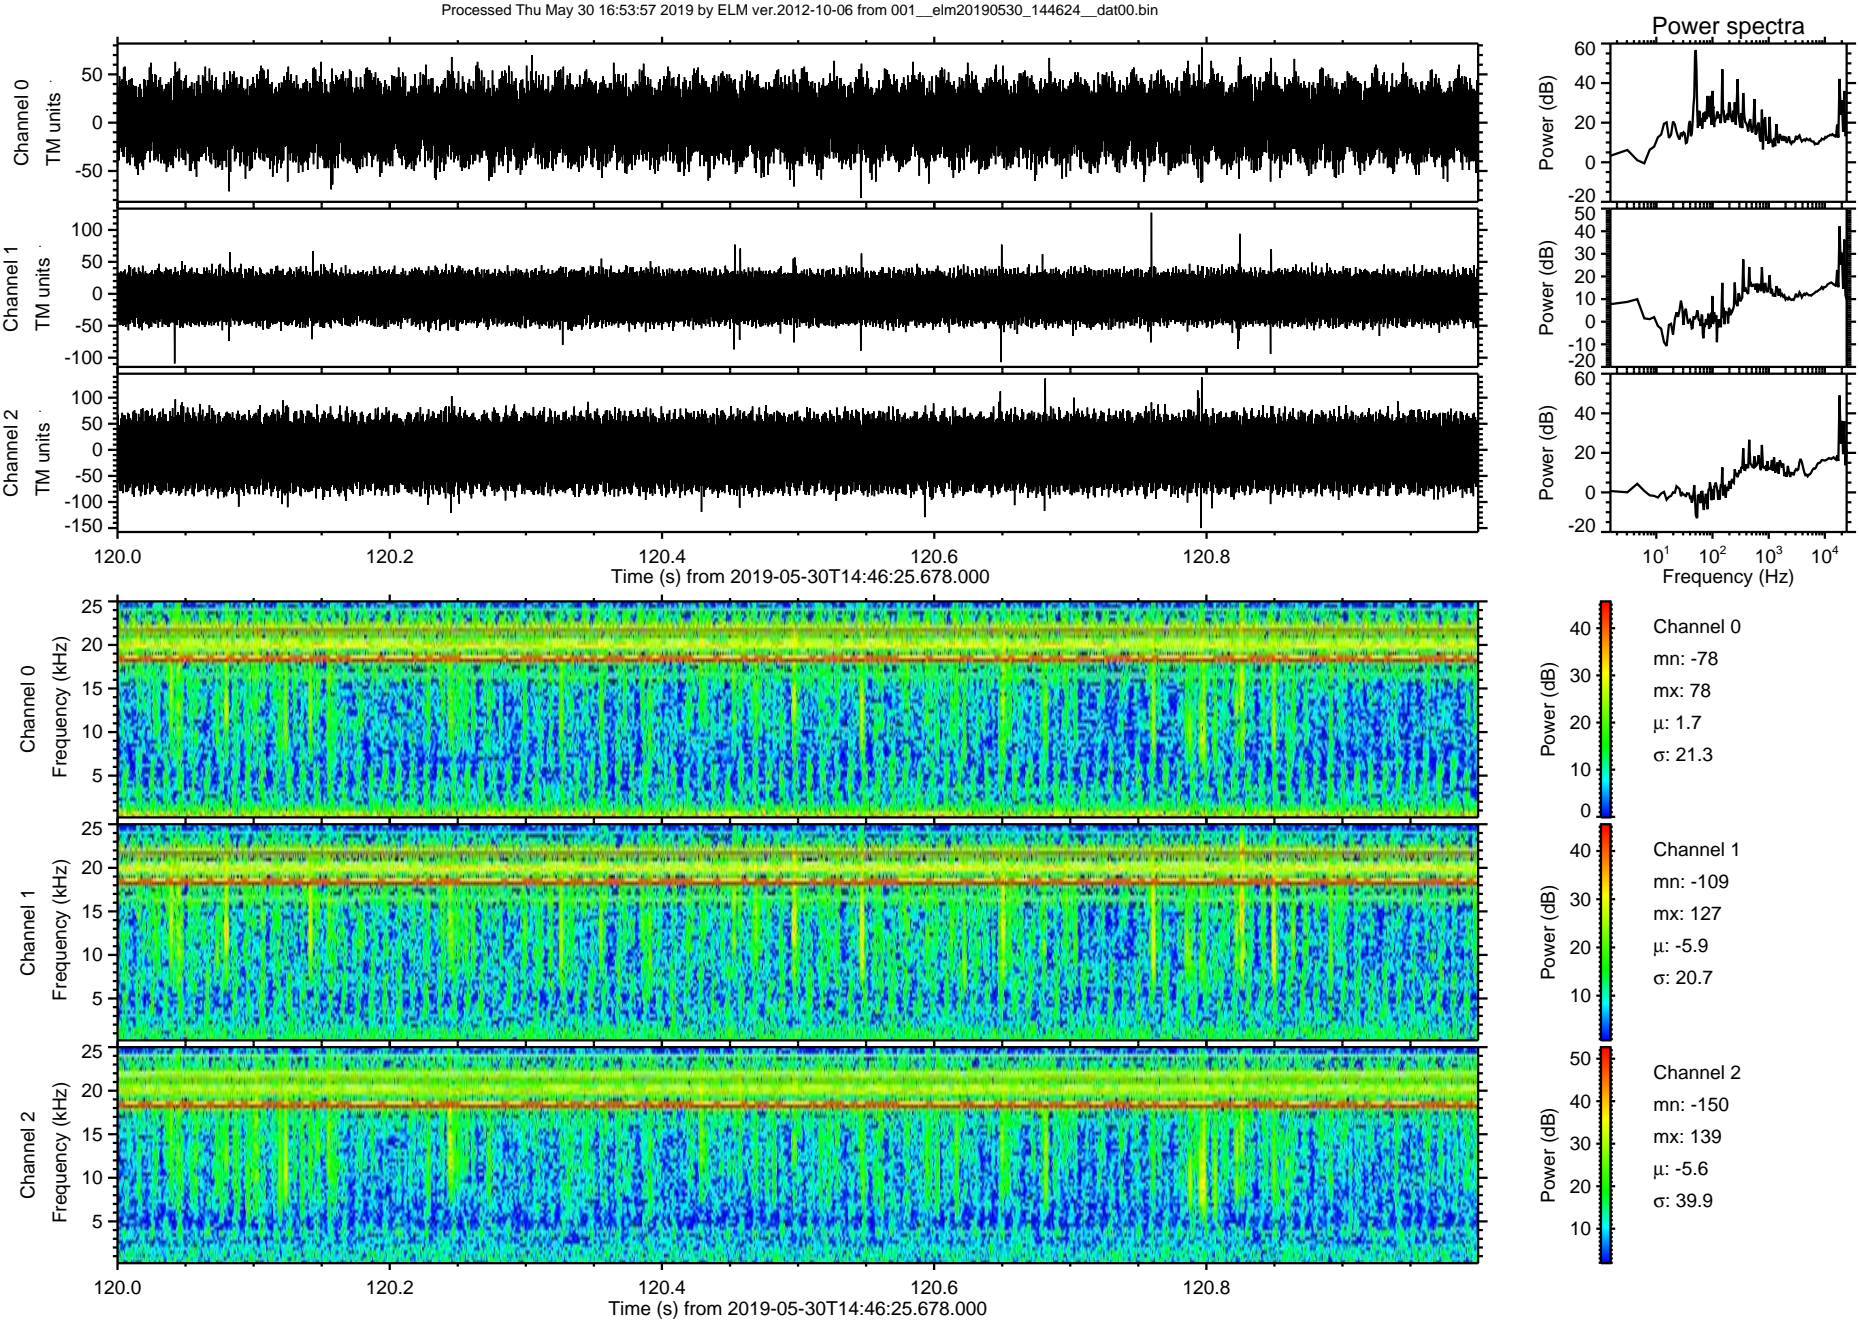 Processed Thu May 30 16:53:57 2019 by ELM ver.2012-10-06 from 001__elm20190530_144624__dat00.bin
Power spectra
Channel 0
TM units
50
0
-50
Power (dB)
60
40
20
0
-20
Channel 1
TM units
100
50
0
-50
-100
Power (dB)
50
40
30
20
10
0
-10
-20
Channel 2
TM units
100
50
0
-50
-100
-150
Power (dB)
60
40
20
0
-20
120.0 120.2 120.4 120.6 120.8
Time (s) from 2019-05-30T14:46:25.678.000
10^1 10^2 10^3 10^4
Frequency (Hz)
Channel 0
Frequency (kHz)
25
20
15
10
5
Power (dB)
40
30
20
10
0
Channel 0
mn: -78
mx: 78
μ: 1.7
σ: 21.3
Channel 1
Frequency (kHz)
25
20
15
10
5
Power (dB)
40
30
20
10
Channel 1
mn: -109
mx: 127
μ: -5.9
σ: 20.7
Channel 2
Frequency (kHz)
25
20
15
10
5
Power (dB)
50
40
30
20
10
Channel 2
mn: -150
mx: 139
μ: -5.6
σ: 39.9
120.0 120.2 120.4 120.6 120.8
Time (s) from 2019-05-30T14:46:25.678.000